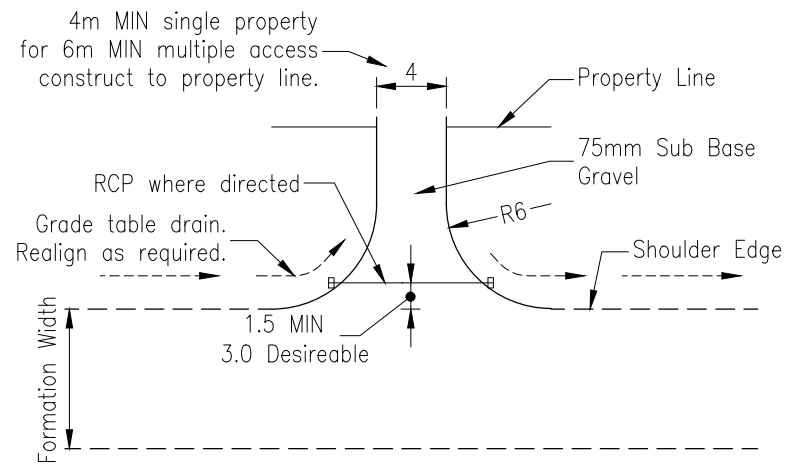 4m MIN single property
for 6m MIN multiple access
construct to property line.
4
Property Line
75mm Sub Base
Gravel
RCP where directed
R6
Grade table drain.
Realign as required.
Shoulder Edge
1.5 MIN
3.0 Desireable
Formation Width